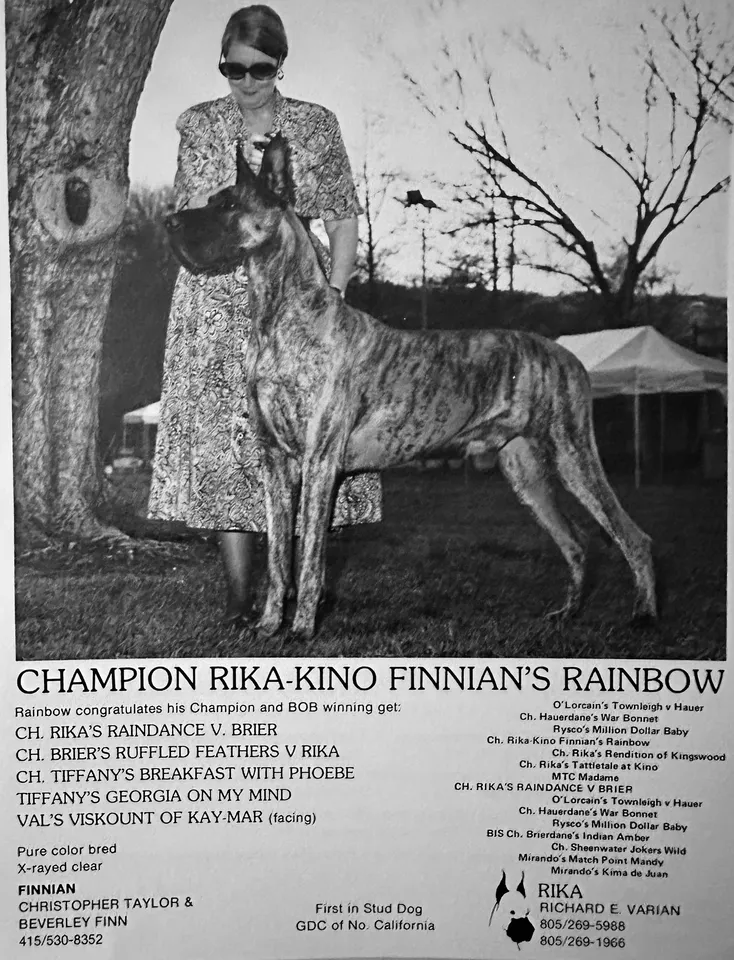 CHAMPION RIKA-KINO FINNIAN'S RAINBOW
Rainbow congratulates his Champion and BOB winning get:
CH. RIKA'S RAINDANCE V. BRIER
CH. BRIER'S RUFFLED FEATHERS V RIKA
CH. TIFFANY'S BREAKFAST WITH PHOEBE
TIFFANY'S GEORGIA ON MY MIND
VAL'S VISKOUNT OF KAY-MAR (facing)
Pure color bred
X-rayed clear
FINNIAN
CHRISTOPHER TAYLOR &
BEVERLEY FINN
415/530-8352
First in Stud Dog
GDC of No. California
O'Lorcain's Townleigh v Hauer
Ch. Hauerdane's War Bonnet
Rysco's Million Dollar Baby
Ch. Rika-Kino Finnian's Rainbow
Ch. Rika's Rendition of Kingswood
Ch. Rika's Tattletale at Kino
MTC Madame
CH. RIKA'S RAINDANCE V BRIER
O'Lorcain's Townleigh v Hauer
Ch. Hauerdane's War Bonnet
Rysco's Million Dollar Baby
BIS Ch. Brierdane's Indian Amber
Ch. Sheenwater Jokers Wild
Mirando's Match Point Mandy
Mirando's Kima de Juan
RIKA
RICHARD E. VARIAN
805/269-5988
805/269-1966